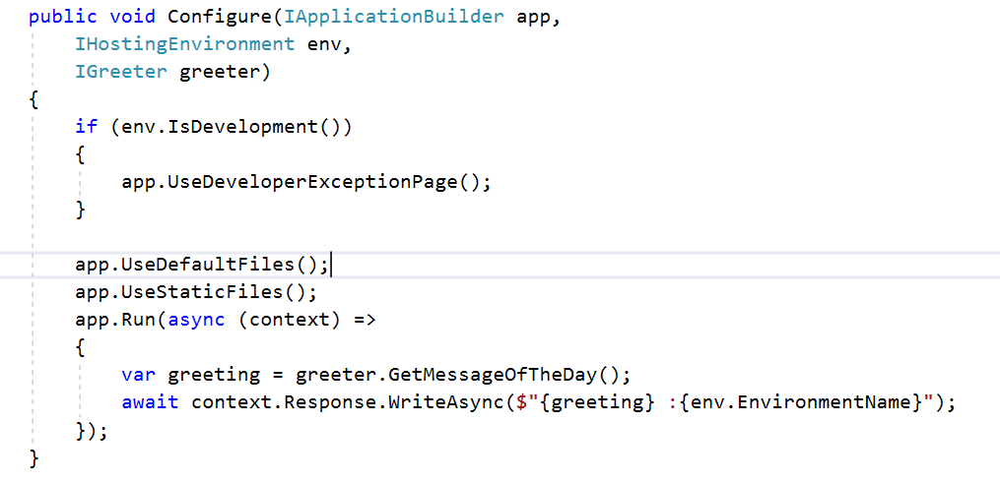 public void Configure(IApplicationBuilder app,
    IHostingEnvironment env,
    IGreeter greeter)
{
    if (env.IsDevelopment())
    {
        app.UseDeveloperExceptionPage();
    }

    app.UseDefaultFiles();
    app.UseStaticFiles();
    app.Run(async (context) =>
    {
        var greeting = greeter.GetMessageOfTheDay();
        await context.Response.WriteAsync($"{greeting} :{env.EnvironmentName}");
    });
}